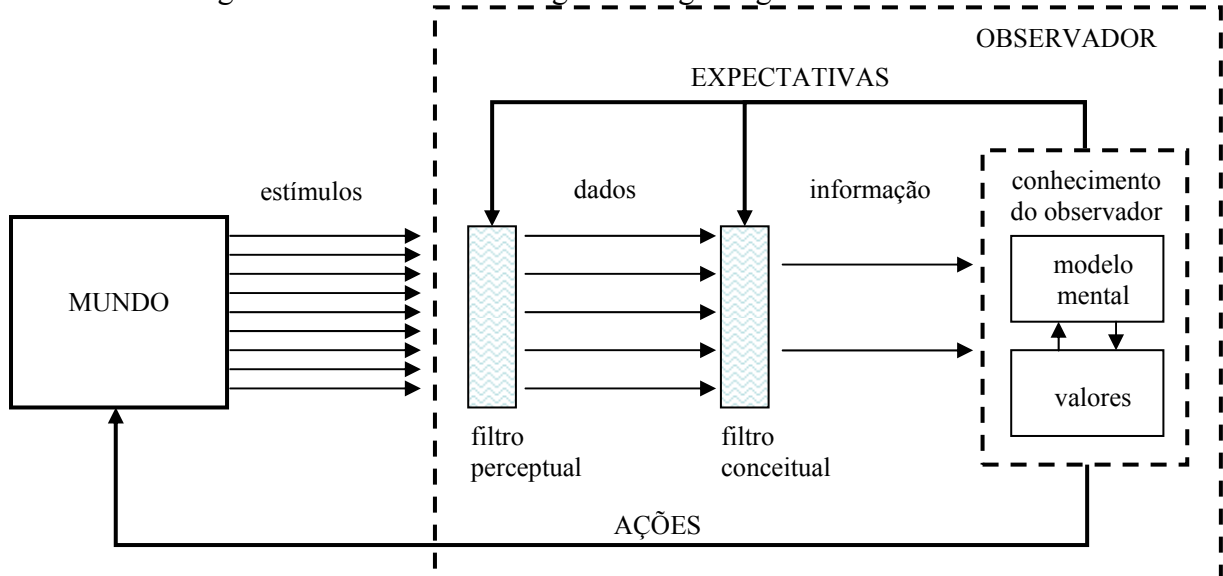 OBSERVADOR
EXPECTATIVAS
estímulos
dados
informação
conhecimento
do observador
MUNDO
modelo
mental
valores
filtro
perceptual
filtro
conceitual
AÇÕES